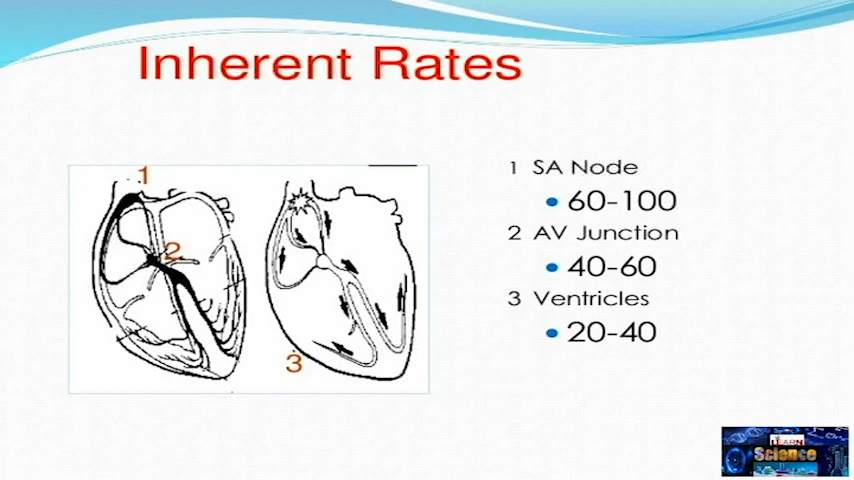 Inherent Rates
1
2
3
1 SA Node
• 60-100
2 AV Junction
• 40-60
3 Ventricles
• 20-40
LEARN
Science